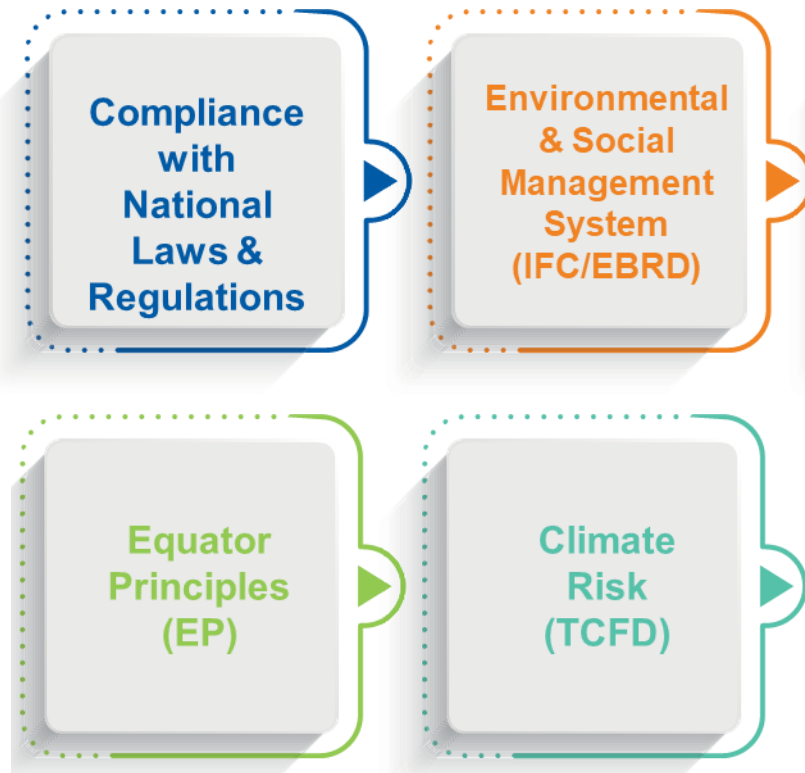 Compliance
with
National
Laws &
Regulations
Environmental
& Social
Management
System
(IFC/EBRD)
Equator
Principles
(EP)
Climate
Risk
(TCFD)